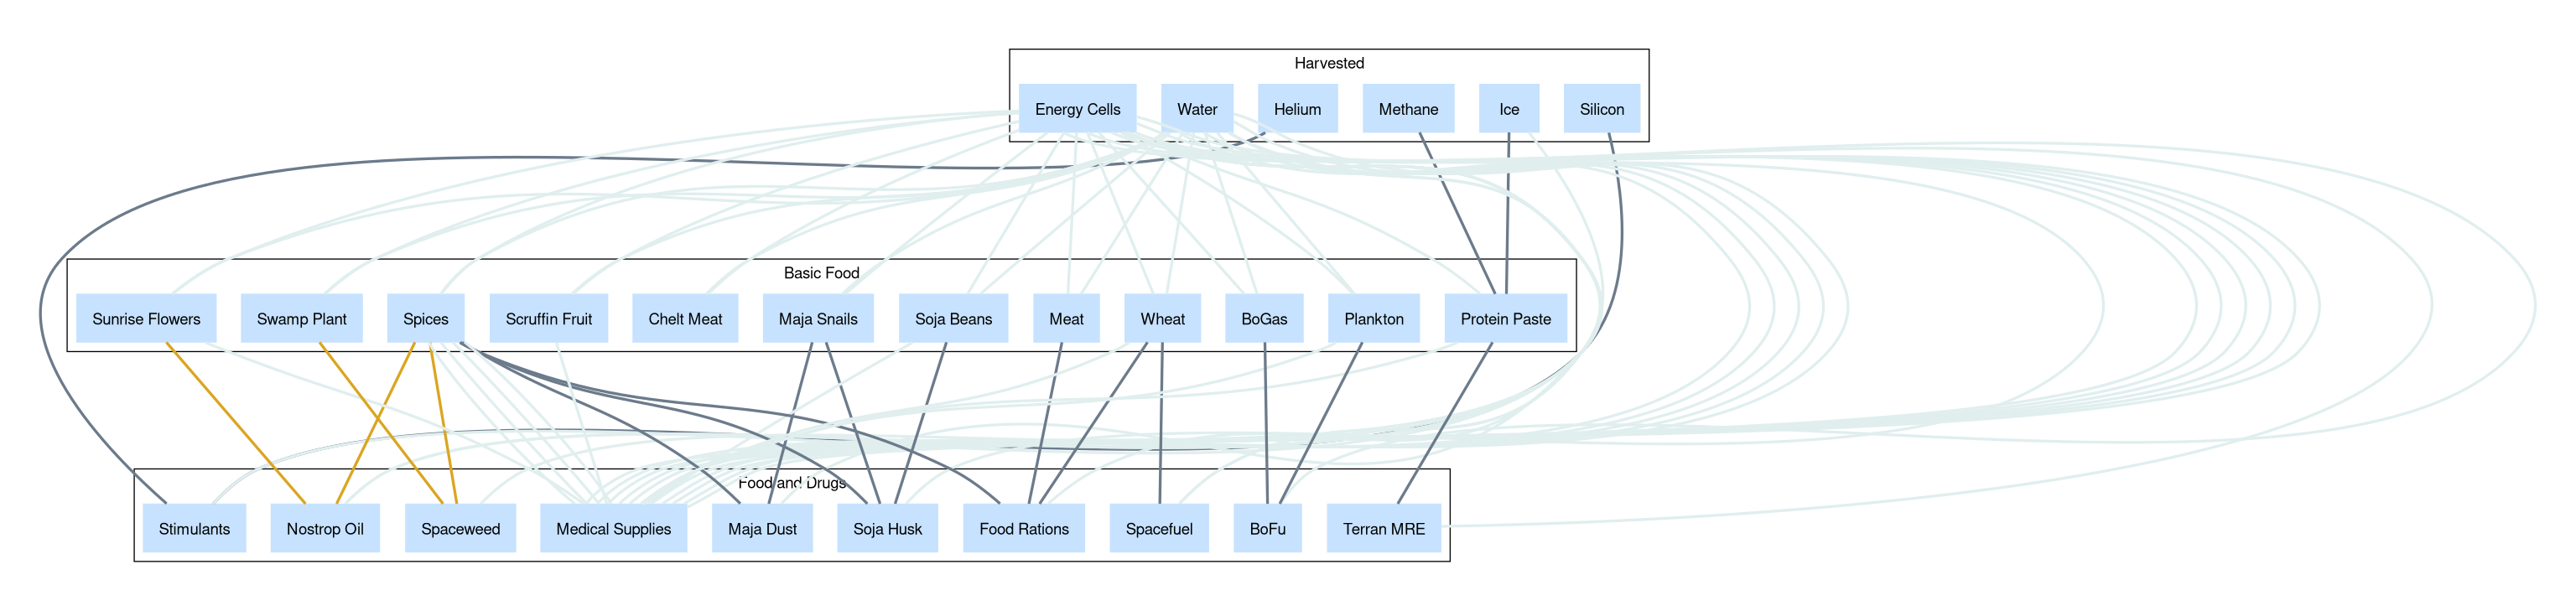 Harvested
Energy Cells
Water
Helium
Methane
Ice
Silicon
Basic Food
Sunrise Flowers
Swamp Plant
Spices
Scruffin Fruit
Chelt Meat
Maja Snails
Soja Beans
Meat
Wheat
BoGas
Plankton
Protein Paste
Food and Drugs
Stimulants
Nostrop Oil
Spaceweed
Medical Supplies
Maja Dust
Soja Husk
Food Rations
Spacefuel
BoFu
Terran MRE